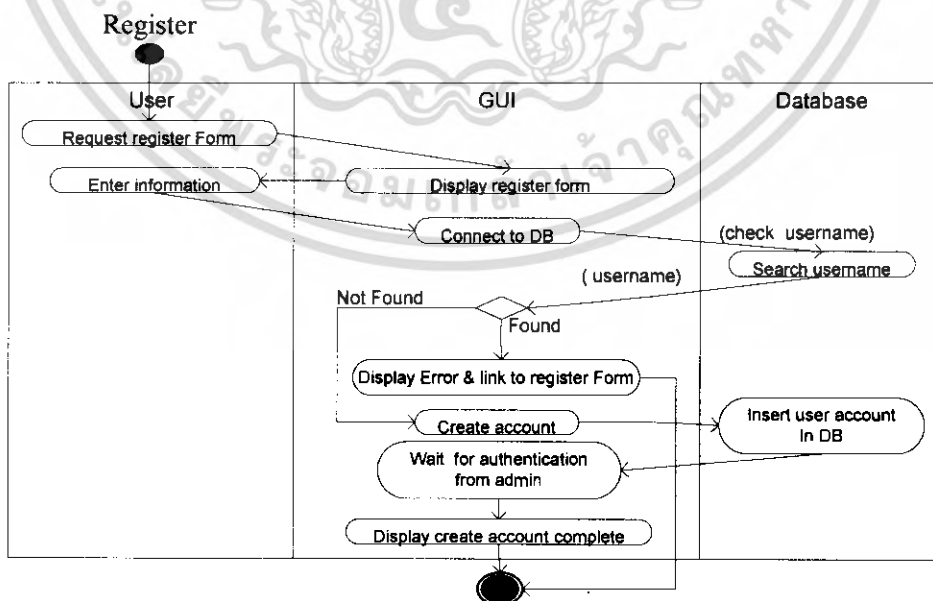 Register
User
GUI
Database
Request register Form
Enter information
Display register form
Connect to DB
(check username)
Search username
( username)
Not Found
Found
Display Error & link to register Form
Create account
Insert user account
In DB
Wait for authentication
from admin
Display create account complete